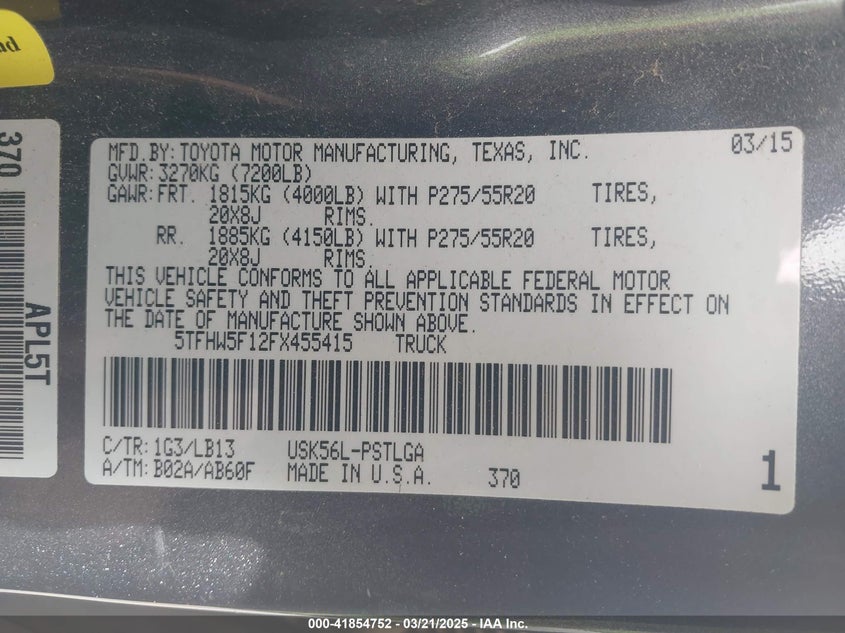 nd
370
APL5T
MFD.BY:TOYOTA MOTOR MANUFACTURING, TEXAS, INC. 03/15
GVWR:3270KG (7200LB)
GAWR:FRT. 1815KG (4000LB) WITH P275/55R20 TIRES,
20X8J RIMS.
RR. 1885KG (4150LB) WITH P275/55R20 TIRES,
20X8J RIMS.
THIS VEHICLE CONFORMS TO ALL APPLICABLE FEDERAL MOTOR
VEHICLE SAFETY AND THEFT PREVENTION STANDARDS IN EFFECT ON
THE DATE OF MANUFACTURE SHOWN ABOVE.
5TFHW5F12FX455415 TRUCK
C/TR:1G3/LB13 USK56L-PSTLGA
A/TM:B02A/AB60F MADE IN U.S.A. 370 1
000-41854752 - 03/21/2025 - IAA Inc.